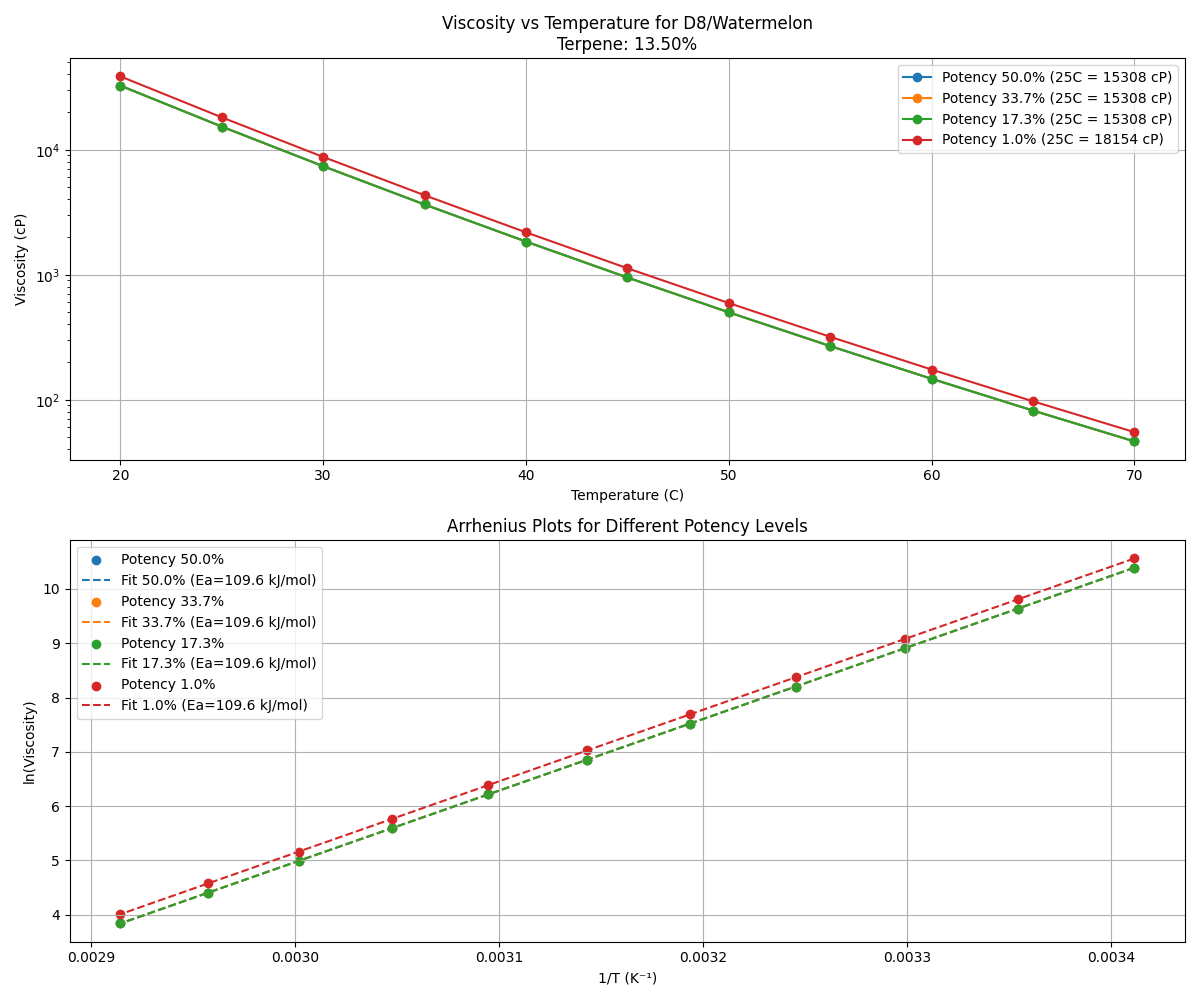 Viscosity vs Temperature for D8/Watermelon
Terpene: 13.50%
Viscosity (cP)
10⁴
10³
10²
Potency 50.0% (25C = 15308 cP)
Potency 33.7% (25C = 15308 cP)
Potency 17.3% (25C = 15308 cP)
Potency 1.0% (25C = 18154 cP)
20 30 40 50 60 70
Temperature (C)
Arrhenius Plots for Different Potency Levels
ln(Viscosity)
10
9
8
7
6
5
4
Potency 50.0%
Fit 50.0% (Ea=109.6 kJ/mol)
Potency 33.7%
Fit 33.7% (Ea=109.6 kJ/mol)
Potency 17.3%
Fit 17.3% (Ea=109.6 kJ/mol)
Potency 1.0%
Fit 1.0% (Ea=109.6 kJ/mol)
0.0029 0.0030 0.0031 0.0032 0.0033 0.0034
1/T (K⁻¹)